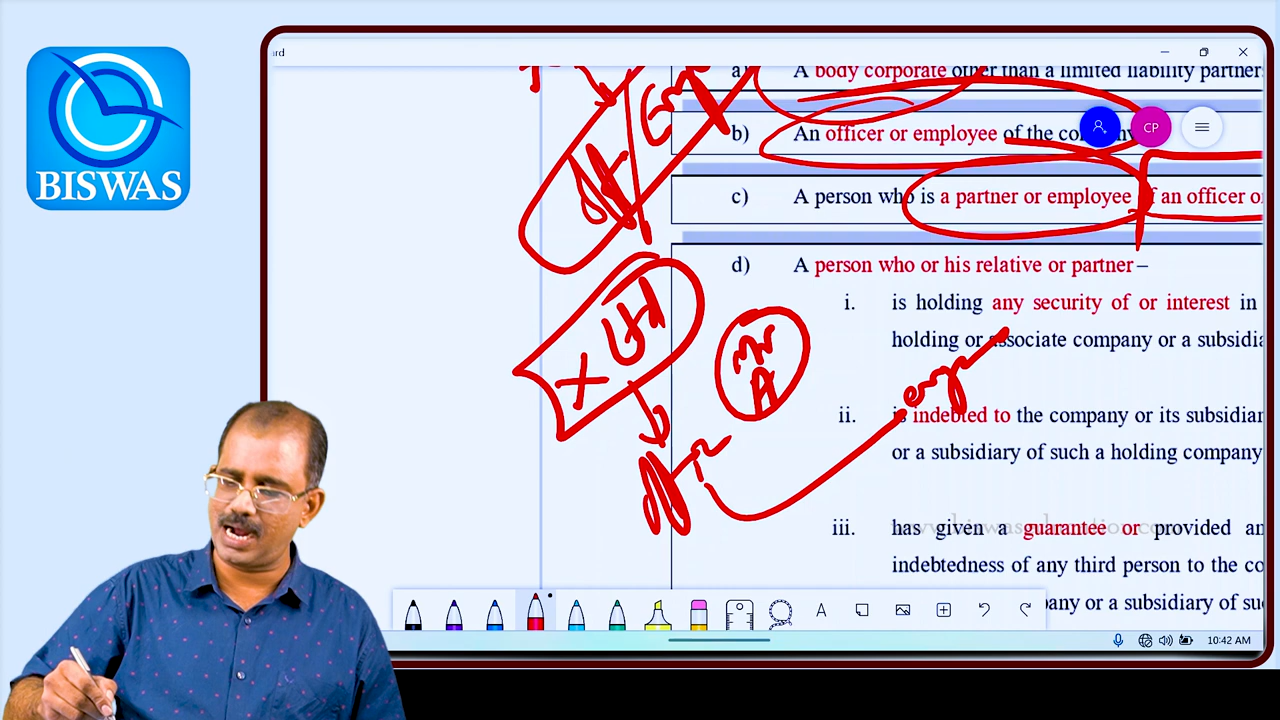 BISWAS
ard
a) A body corporate other than a limited liability partner
b) An officer or employee of the company
CP
c) A person who is a partner or employee of an officer o
d) A person who or his relative or partner –
i. is holding any security of or interest in
holding or associate company or a subsidia
X Ltd
Mr
A
ii. is indebted to the company or its subsidiar
or a subsidiary of such a holding company
iii. has given a guarantee or provided an
indebtedness of any third person to the co
pany or a subsidiary of su
10:42 AM